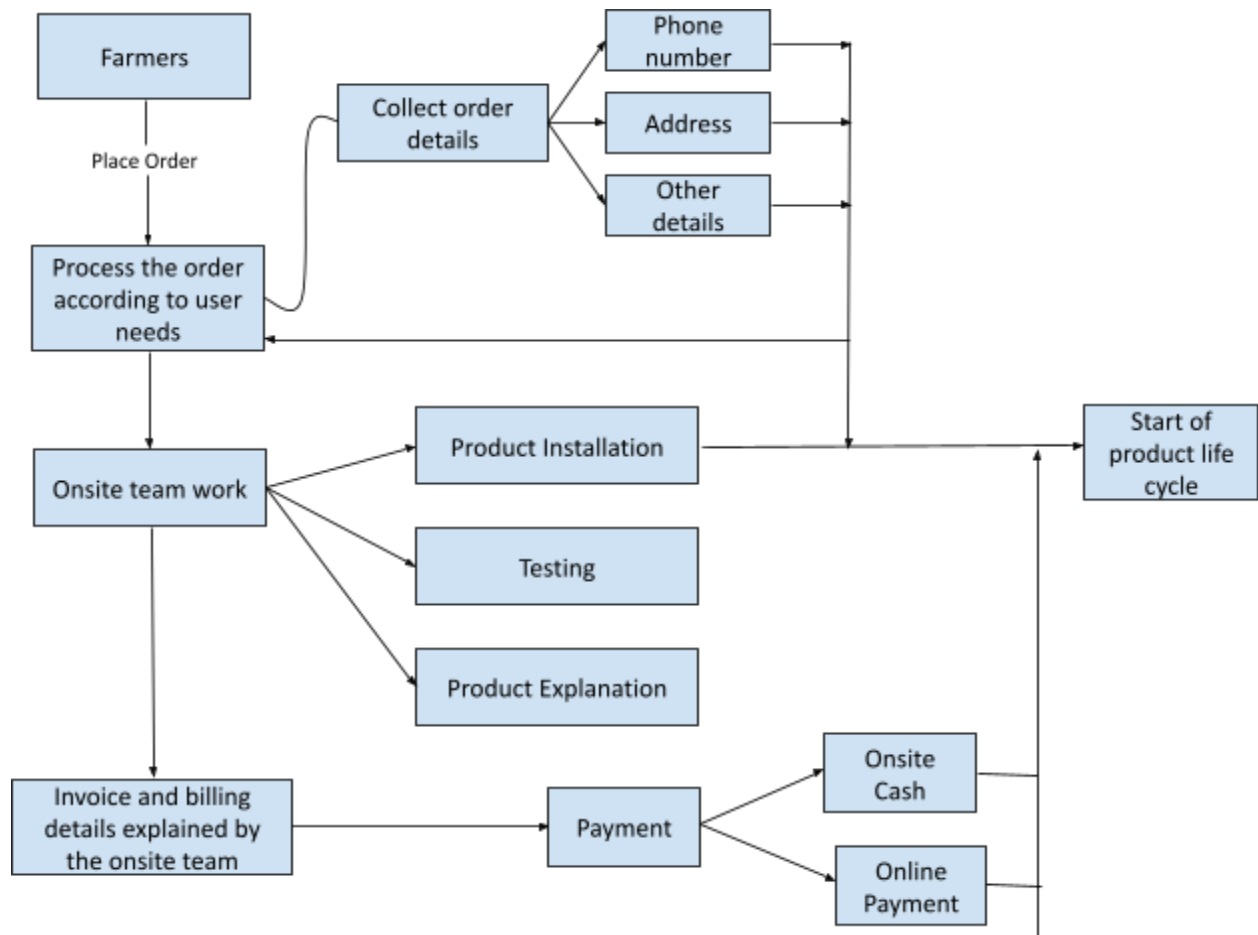 Farmers
Place Order
Process the order
according to user
needs
Collect order
details
Phone
number
Address
Other
details
Onsite team work
Product Installation
Testing
Product Explanation
Start of
product life
cycle
Invoice and billing
details explained by
the onsite team
Payment
Onsite
Cash
Online
Payment